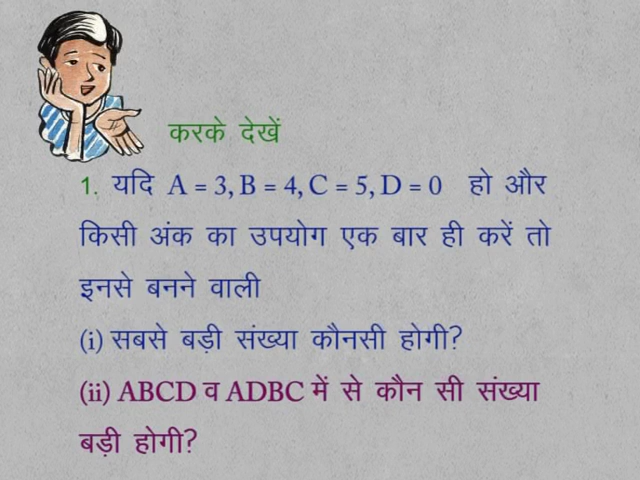 करके देखें
1. यदि A = 3, B = 4, C = 5, D = 0 हो और
किसी अंक का उपयोग एक बार ही करें तो
इनसे बनने वाली
(i) सबसे बड़ी संख्या कौनसी होगी?
(ii) ABCD व ADBC में से कौन सी संख्या
बड़ी होगी?